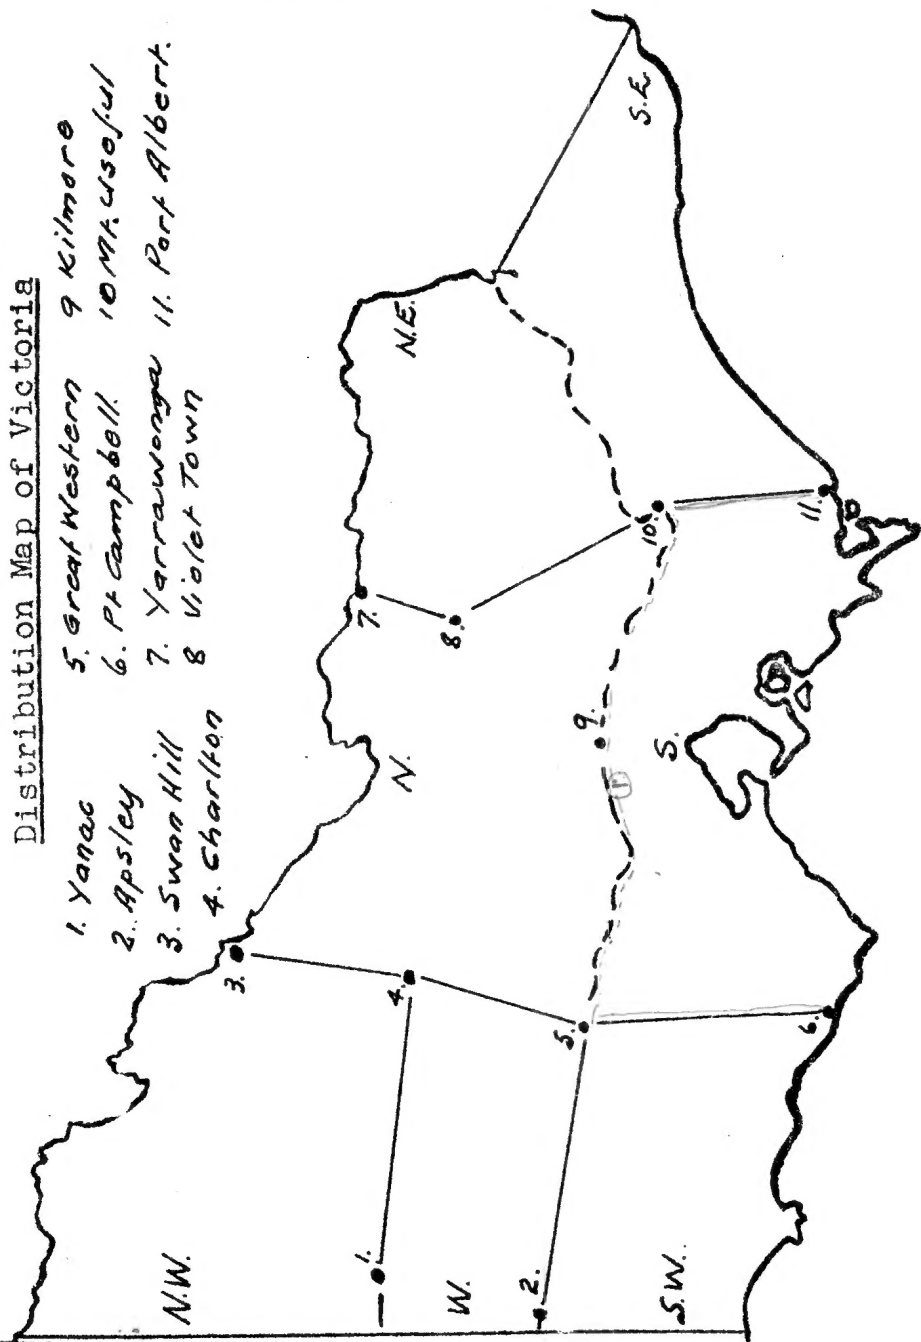 Distribution Map of Victoria
1. Yanac
2. Apsley
3. Swan Hill
4. Charlton
5. Great Western
6. Pt Campbell.
7. Yarrawonga
8 Violet Town
9 Kilmore
10 Mt. Useful
11. Port Albert.
N.W.
W.
S.W.
N.
S.
N.E.
S.E.
1.
2.
3.
4.
5.
6.
7.
8.
9.
10.
11.